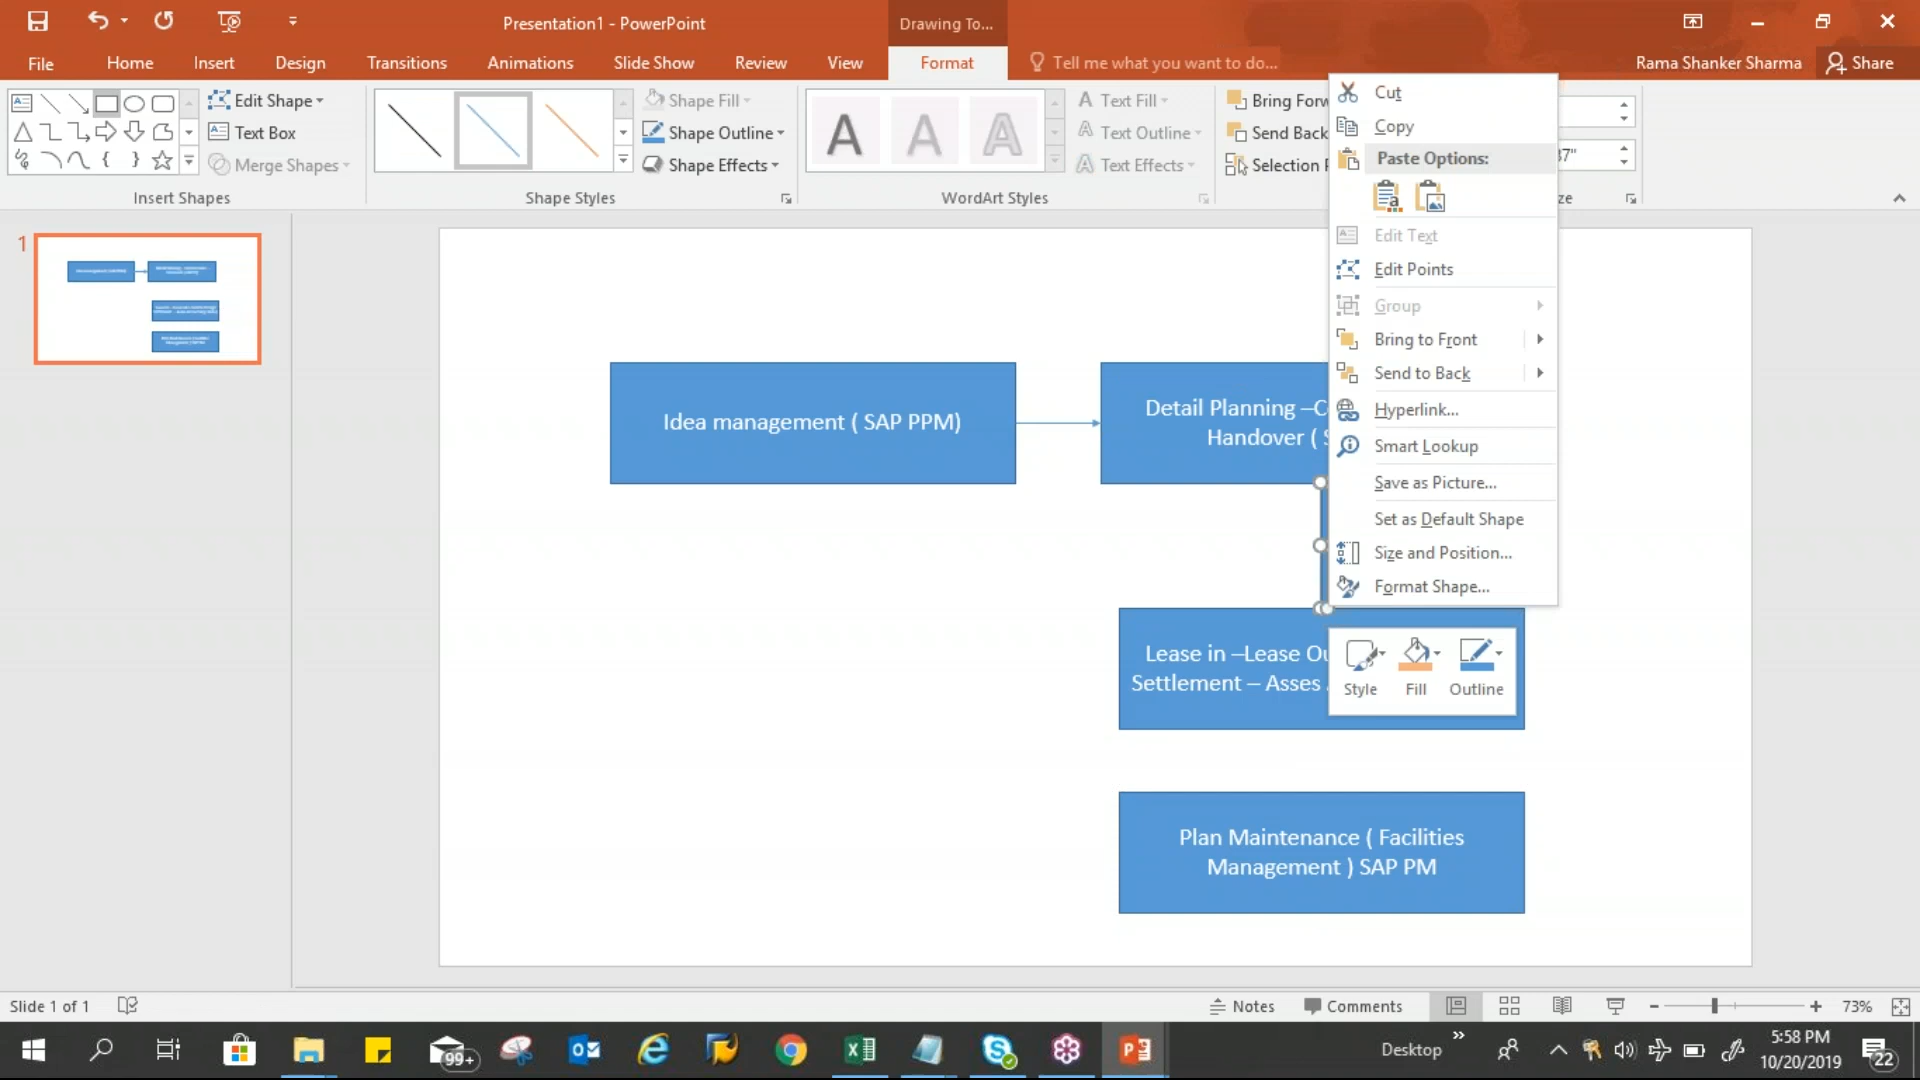 Presentation1 - PowerPoint
Drawing To...
File
Home
Insert
Design
Transitions
Animations
Slide Show
Review
View
Format
Tell me what you want to do...
Rama Shanker Sharma
Share
Edit Shape
Text Box
Merge Shapes
Insert Shapes
Shape Fill
Shape Outline
Shape Effects
Shape Styles
A A A
Text Fill
Text Outline
Text Effects
WordArt Styles
Bring Forw
Send Back
Selection
Cut
Copy
Paste Options:
Edit Text
Edit Points
Group
Bring to Front
Send to Back
Hyperlink...
Smart Lookup
Save as Picture...
Set as Default Shape
Size and Position...
Format Shape...
Style
Fill
Outline
1
Idea management ( SAP PPM)
Detail Planning –C
Handover (
Lease in –Lease Ou
Settlement – Asses
Plan Maintenance ( Facilities
Management ) SAP PM
Slide 1 of 1
Notes
Comments
73%
99+
Desktop
5:58 PM
10/20/2019
22